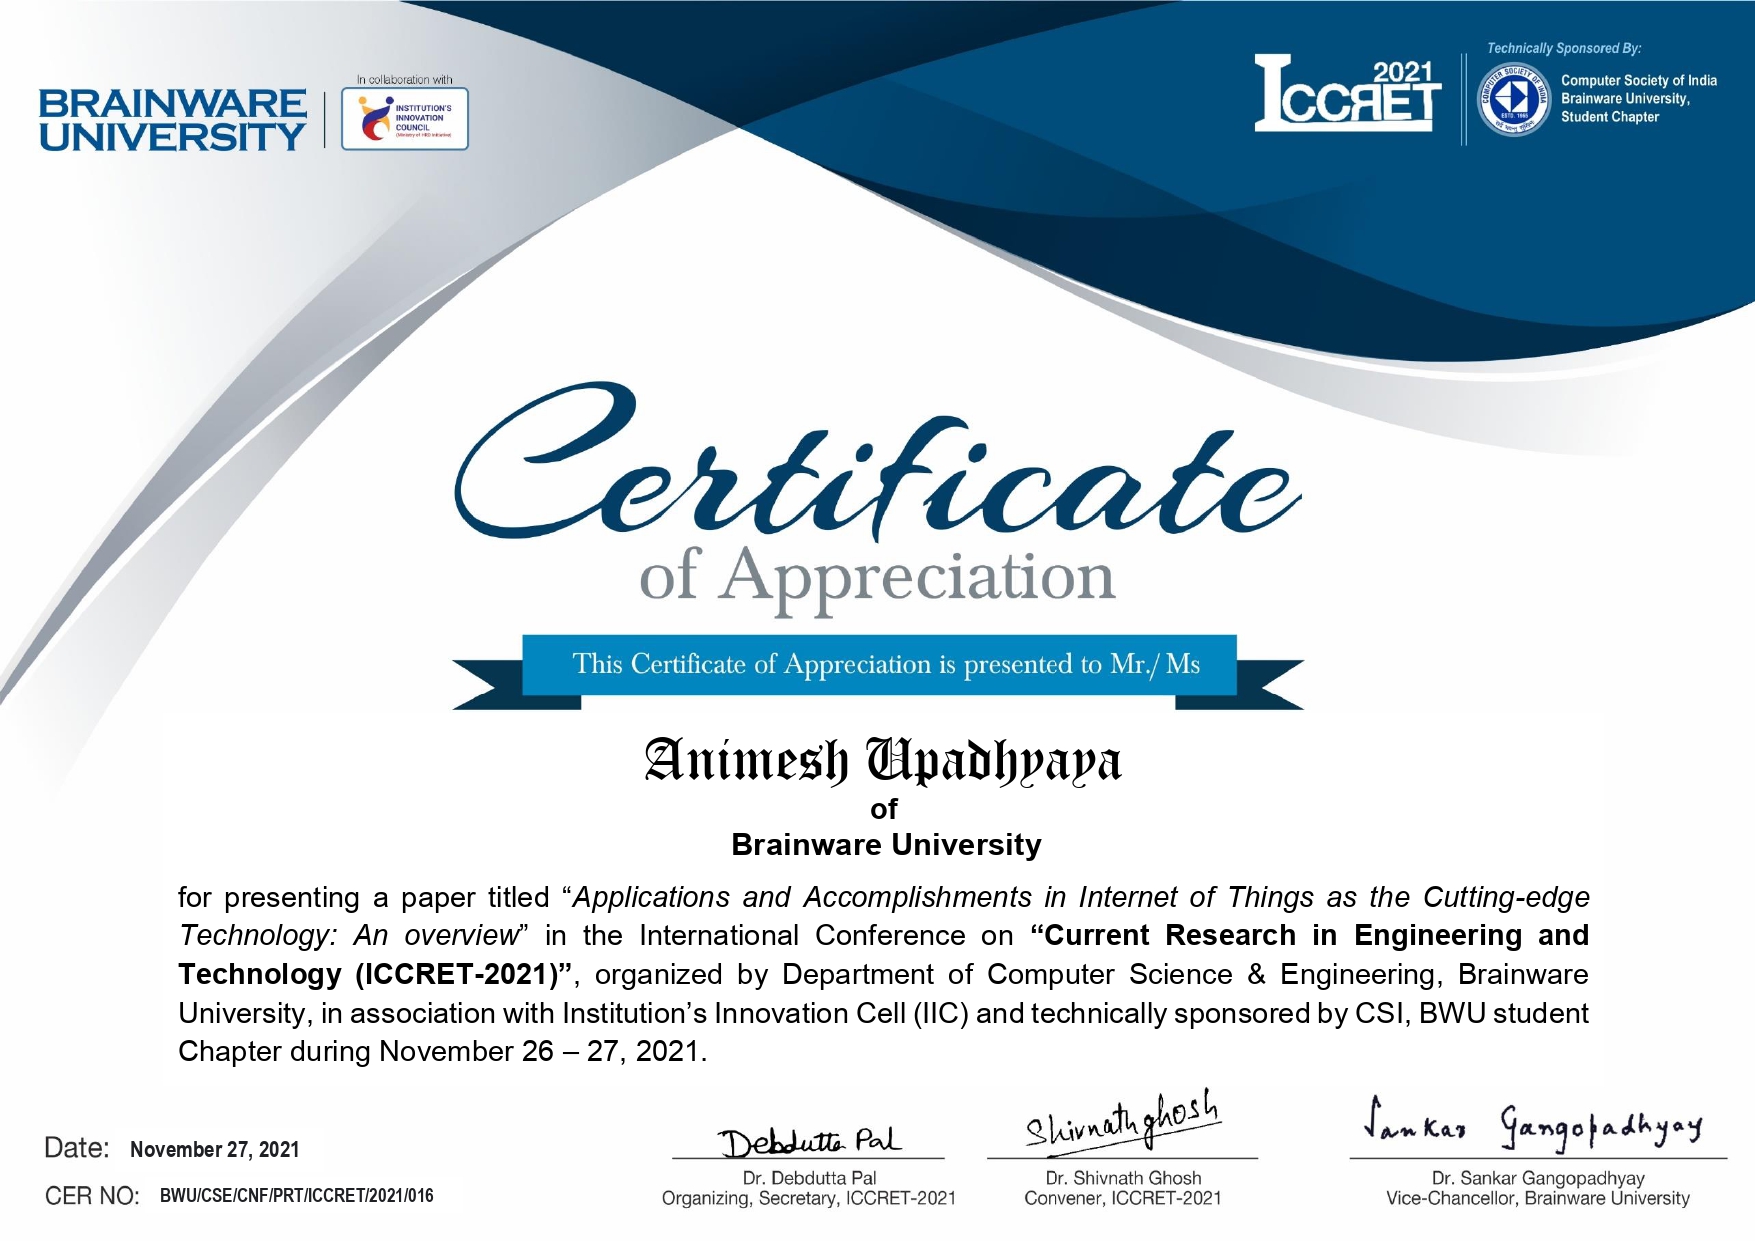 BRAINWARE
UNIVERSITY
In collaboration with
INSTITUTION'S
INNOVATION
COUNCIL
(Ministry of HRD Initiative)
ICCRET
2021
Technically Sponsored By:
COMPUTER SOCIETY OF INDIA
ESTD. 1965
Computer Society of India
Brainware University,
Student Chapter
Certificate
of Appreciation
This Certificate of Appreciation is presented to Mr./ Ms
Animesh Upadhyaya
of
Brainware University
for presenting a paper titled “Applications and Accomplishments in Internet of Things as the Cutting-edge
Technology: An overview” in the International Conference on “Current Research in Engineering and
Technology (ICCRET-2021)”, organized by Department of Computer Science & Engineering, Brainware
University, in association with Institution’s Innovation Cell (IIC) and technically sponsored by CSI, BWU student
Chapter during November 26 – 27, 2021.
Date: November 27, 2021
CER NO: BWU/CSE/CNF/PRT/ICCRET/2021/016
Debdutta Pal
Dr. Debdutta Pal
Organizing, Secretary, ICCRET-2021
Shivnath ghosh
Dr. Shivnath Ghosh
Convener, ICCRET-2021
Sankar Gangopadhyay
Dr. Sankar Gangopadhyay
Vice-Chancellor, Brainware University